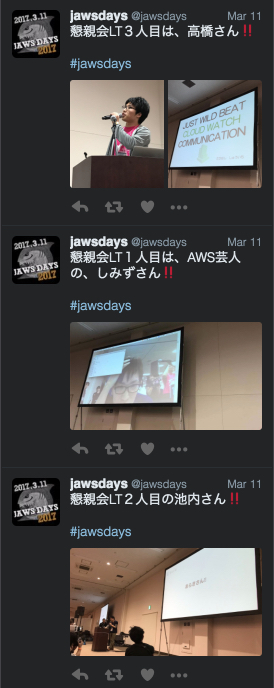 2017.3.11
JAWS DAYS
2017
jawsdays @jawsdays Mar 11
懇親会LT３人目は、高橋さん‼
#jawsdays
JUST WILD BEAT
CLOUD WATCH
COMMUNICATION
2017.3.11
JAWS DAYS
2017
jawsdays @jawsdays Mar 11
懇親会LT１人目は、AWS芸人
の、しみずさん‼
#jawsdays
2017.3.11
JAWS DAYS
2017
jawsdays @jawsdays Mar 11
懇親会LT２人目の池内さん‼
#jawsdays